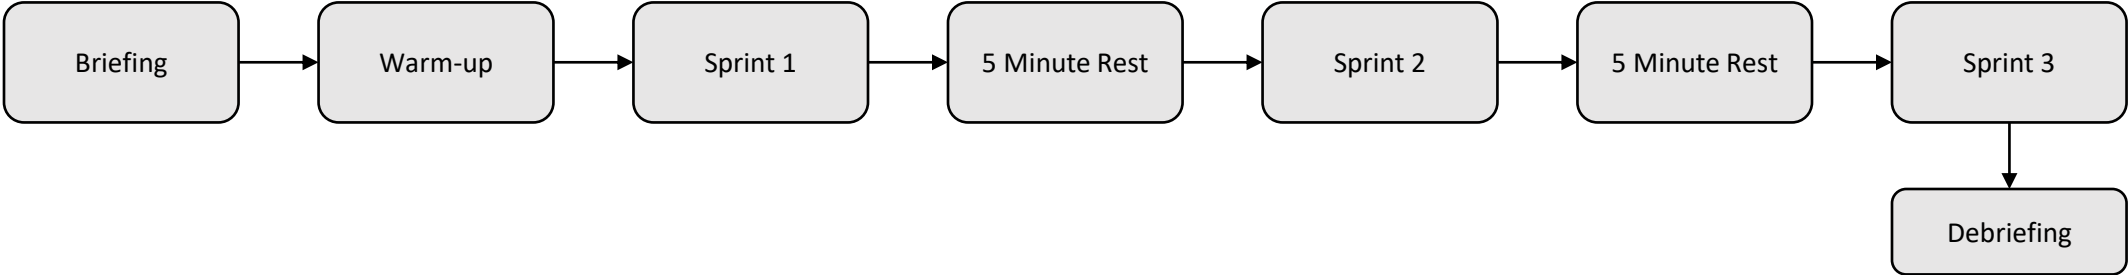 Briefing
Warm-up
Sprint 1
5 Minute Rest
Sprint 2
5 Minute Rest
Sprint 3
Debriefing